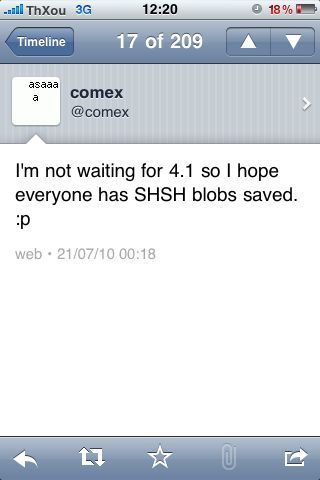 ThXou 3G 12:20 18%
Timeline 17 of 209
asaaa
a
comex
@comex
I'm not waiting for 4.1 so I hope
everyone has SHSH blobs saved.
:p
web • 21/07/10 00:18